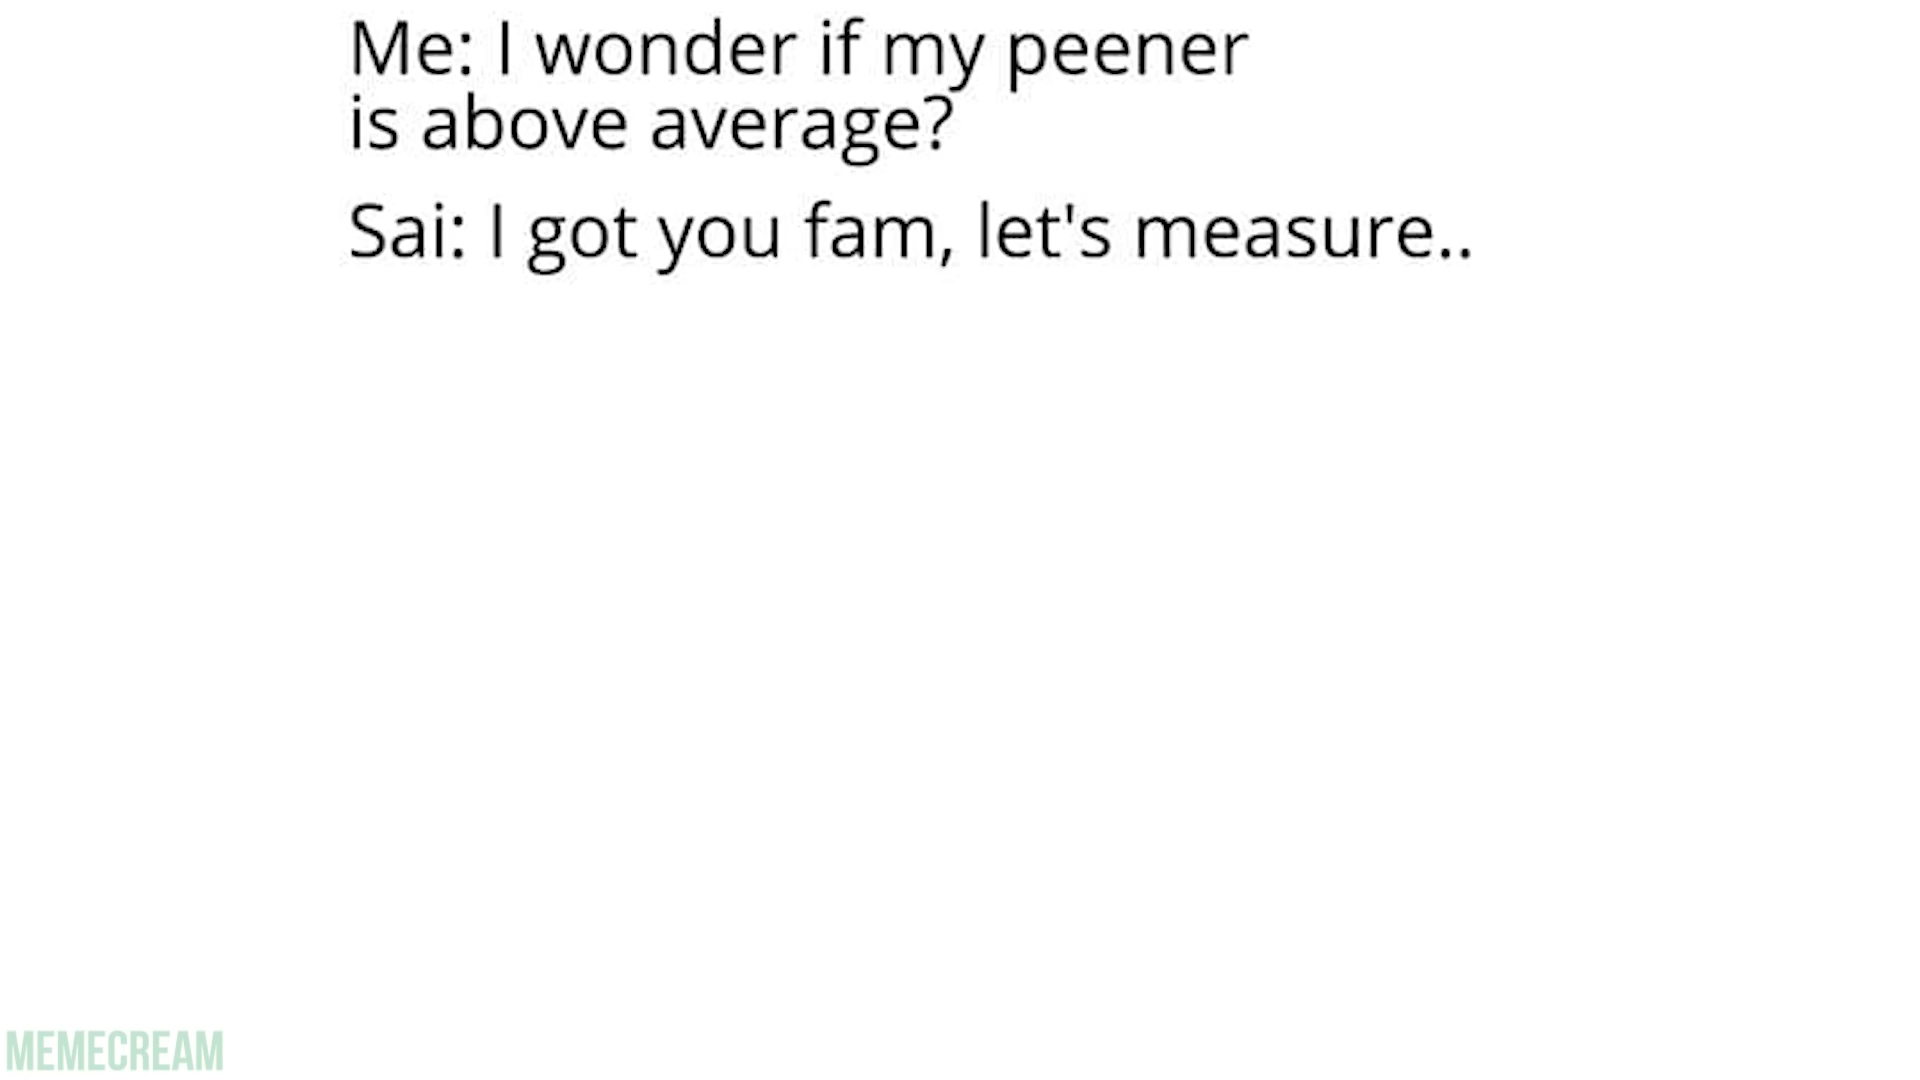 Me: I wonder if my peener
is above average?
Sai: I got you fam, let's measure..
MEMECREAM